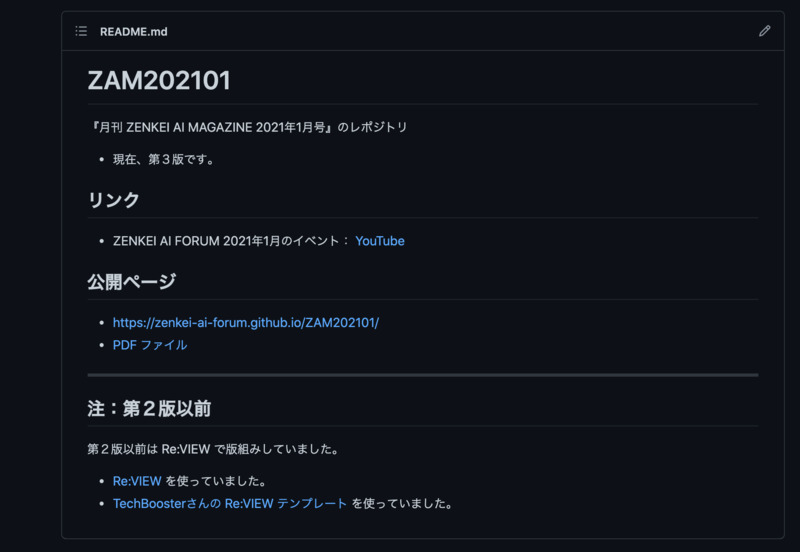 README.md
ZAM202101
『月刊 ZENKEI AI MAGAZINE 2021年1月号』のレポジトリ
• 現在、第３版です。
リンク
• ZENKEI AI FORUM 2021年1月のイベント： YouTube
公開ページ
• https://zenkei-ai-forum.github.io/ZAM202101/
• PDF ファイル
注：第２版以前
第２版以前は Re:VIEW で版組みしていました。
• Re:VIEW を使っていました。
• TechBoosterさんの Re:VIEW テンプレート を使っていました。